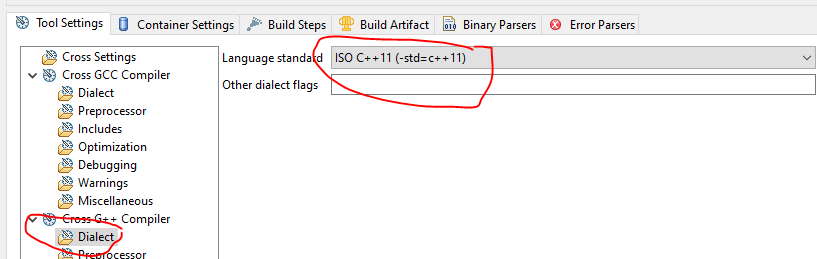 Tool Settings Container Settings Build Steps Build Artifact Binary Parsers Error Parsers
Cross Settings
Cross GCC Compiler
Dialect
Preprocessor
Includes
Optimization
Debugging
Warnings
Miscellaneous
Cross G++ Compiler
Dialect
Preprocessor
Language standard ISO C++11 (-std=c++11)
Other dialect flags